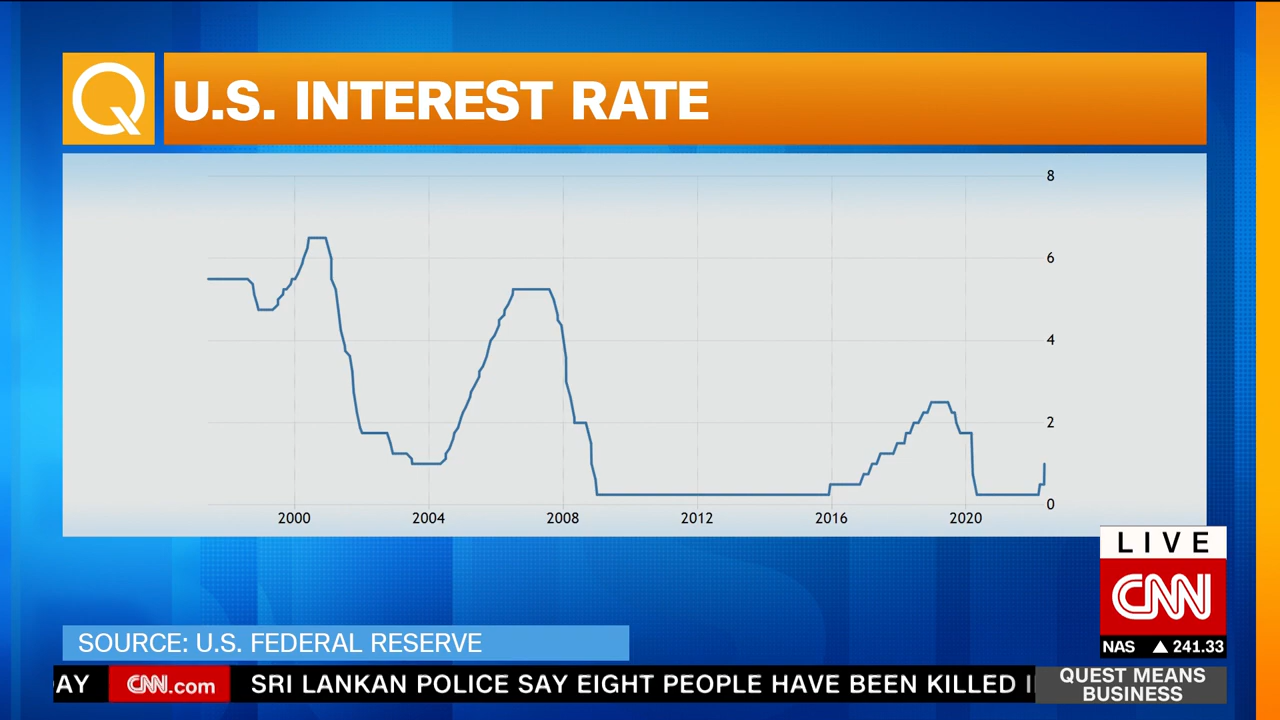 Q U.S. INTEREST RATE
8
6
4
2
0
2000 2004 2008 2012 2016 2020
LIVE
CNN
NAS ▲ 241.33
SOURCE: U.S. FEDERAL RESERVE
AY CNN.com SRI LANKAN POLICE SAY EIGHT PEOPLE HAVE BEEN KILLED
QUEST MEANS
BUSINESS